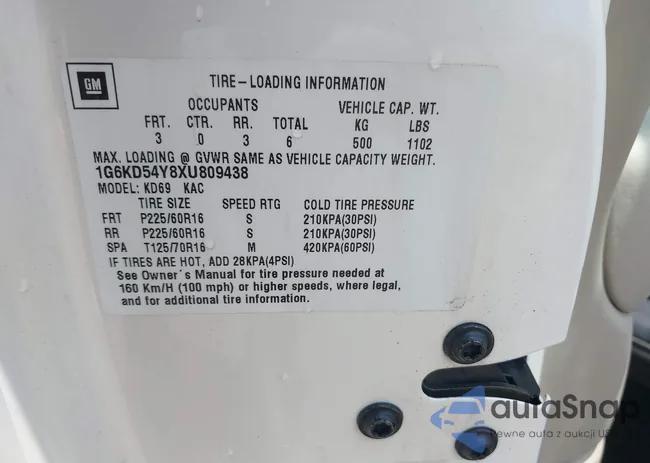 GM
TIRE-LOADING INFORMATION
OCCUPANTS VEHICLE CAP. WT.
FRT. CTR. RR. TOTAL KG LBS
3 0 3 6 500 1102
MAX. LOADING @ GVWR SAME AS VEHICLE CAPACITY WEIGHT.
1G6KD54Y8XU809438
MODEL: KD69 KAC
TIRE SIZE SPEED RTG COLD TIRE PRESSURE
FRT P225/60R16 S 210KPA(30PSI)
RR P225/60R16 S 210KPA(30PSI)
SPA T125/70R16 M 420KPA(60PSI)
IF TIRES ARE HOT, ADD 28KPA(4PSI)
See Owner's Manual for tire pressure needed at
160 Km/H (100 mph) or higher speeds, where legal,
and for additional tire information.
autaSnap
Pewne auta z aukcji USA